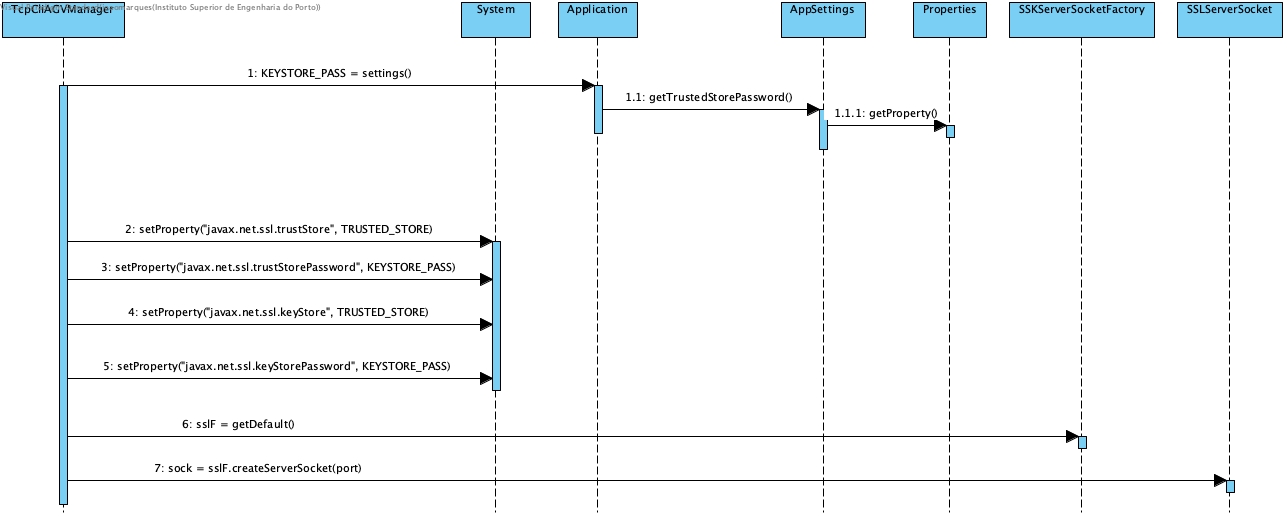 marques(Instituto Superior de Engenharia do Porto))
TcpCliAGVManager
System
Application
AppSettings
Properties
SSKServerSocketFactory
SSLServerSocket
1: KEYSTORE_PASS = settings()
1.1: getTrustedStorePassword()
1.1.1: getProperty()
2: setProperty("javax.net.ssl.trustStore", TRUSTED_STORE)
3: setProperty("javax.net.ssl.trustStorePassword", KEYSTORE_PASS)
4: setProperty("javax.net.ssl.keyStore", TRUSTED_STORE)
5: setProperty("javax.net.ssl.keyStorePassword", KEYSTORE_PASS)
6: sslF = getDefault()
7: sock = sslF.createServerSocket(port)